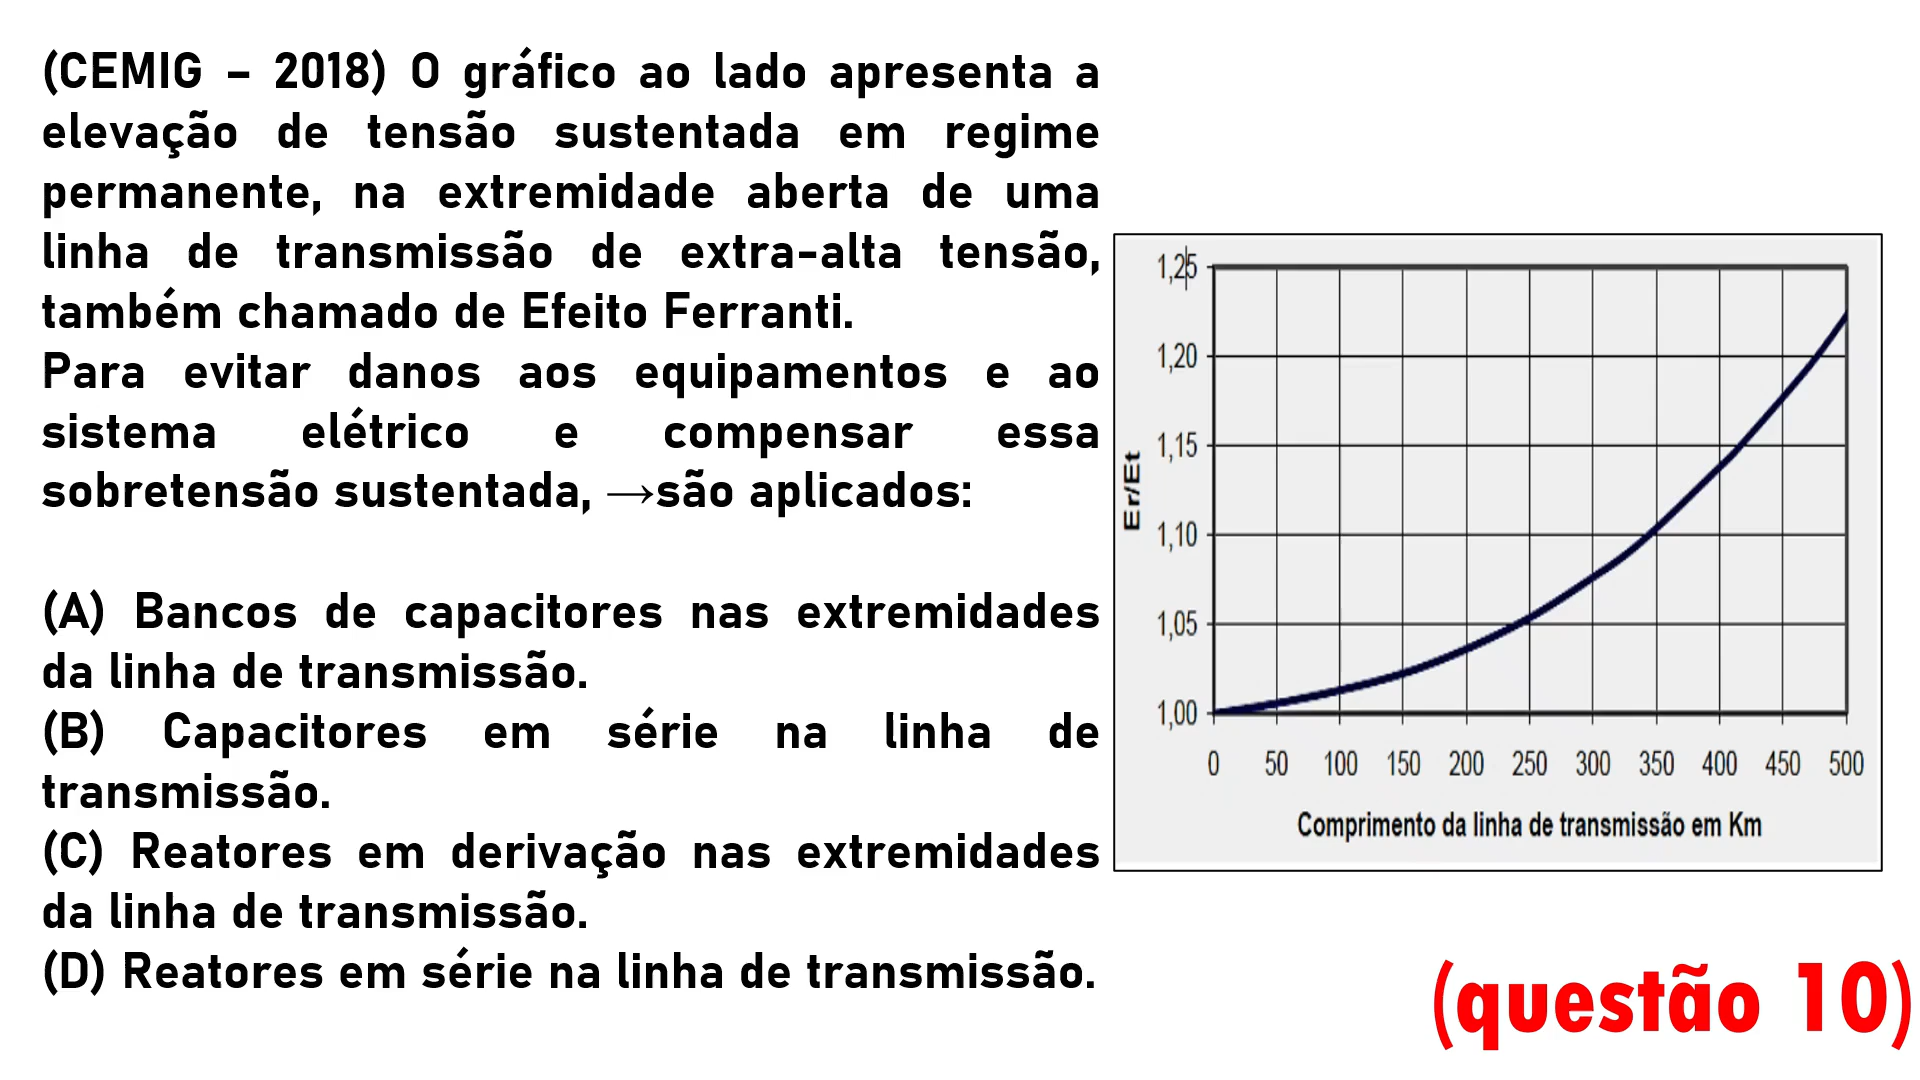 (CEMIG – 2018) O gráfico ao lado apresenta a
elevação de tensão sustentada em regime
permanente, na extremidade aberta de uma
linha de transmissão de extra-alta tensão,
também chamado de Efeito Ferranti.
Para evitar danos aos equipamentos e ao
sistema elétrico e compensar essa
sobretensão sustentada, →são aplicados:
(A) Bancos de capacitores nas extremidades
da linha de transmissão.
(B) Capacitores em série na linha de
transmissão.
(C) Reatores em derivação nas extremidades
da linha de transmissão.
(D) Reatores em série na linha de transmissão.
1,25
1,20
1,15
1,10
1,05
1,00
Er/Et
0 50 100 150 200 250 300 350 400 450 500
Comprimento da linha de transmissão em Km
(questão 10)